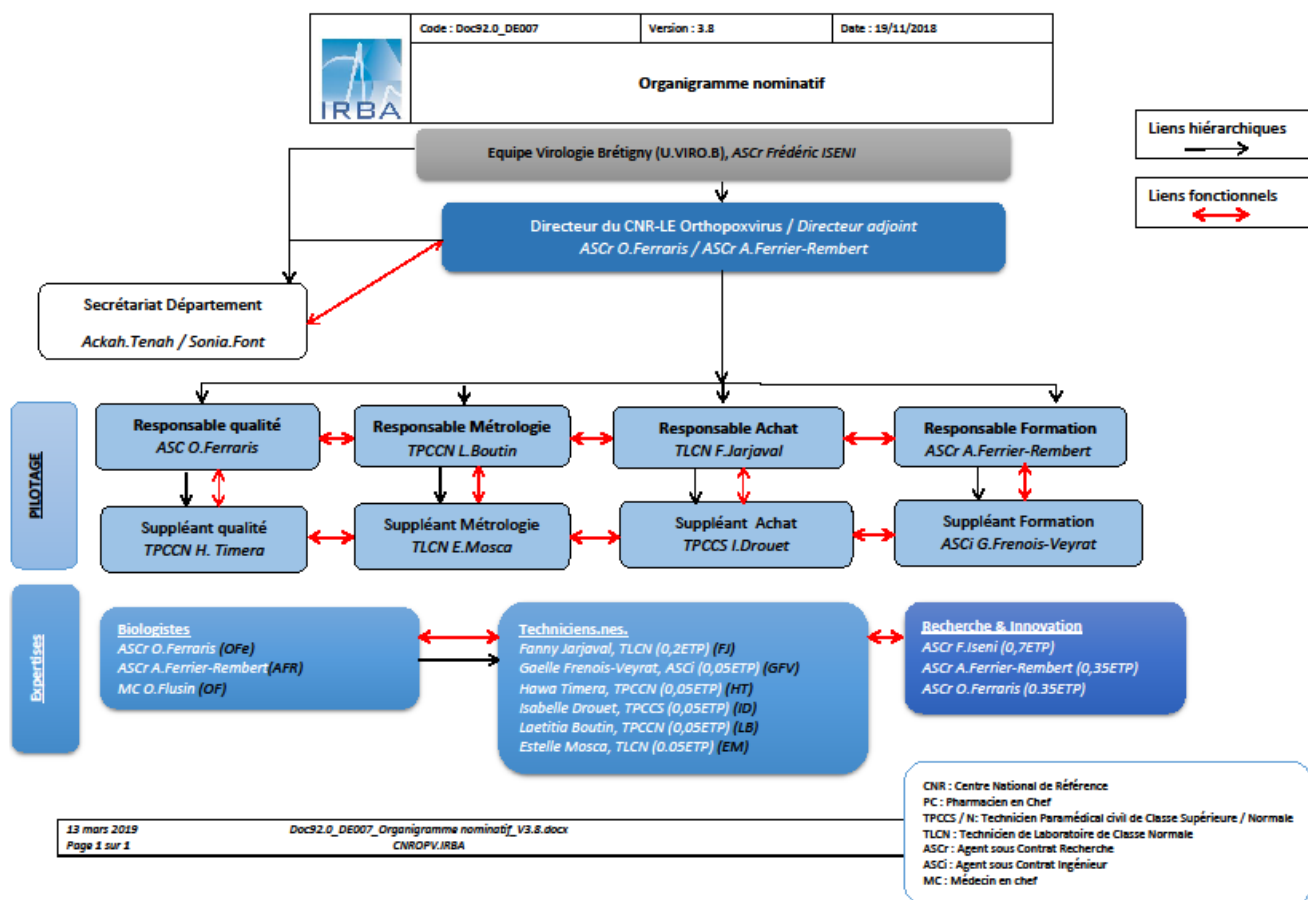 Code : Doc92.0_DE007
Version : 3.8
Date : 19/11/2018
IRBA
Organigramme nominatif
Liens hiérarchiques
Liens fonctionnels
Equipe Virologie Brétigny (U.VIRO.B), ASCr Frédéric ISENI
Directeur du CNR-LE Orthopoxvirus / Directeur adjoint
ASCr O.Ferraris / ASCr A.Ferrier-Rembert
Secrétariat Département
Ackah.Tenah / Sonia.Font
PILOTAGE
Responsable qualité
ASC O.Ferraris
Responsable Métrologie
TPCCN L.Boutin
Responsable Achat
TLCN F.Jarjaval
Responsable Formation
ASCr A.Ferrier-Rembert
Suppléant qualité
TPCCN H. Timera
Suppléant Métrologie
TLCN E.Mosca
Suppléant Achat
TPCCS I.Drouet
Suppléant Formation
ASCi G.Frenois-Veyrat
Expertises
Biologistes
ASCr O.Ferraris (OFe)
ASCr A.Ferrier-Rembert(AFR)
MC O.Flusin (OF)
Techniciens.nes.
Fanny Jarjaval, TLCN (0,2ETP) (FJ)
Gaelle Frenois-Veyrat, ASCi (0,05ETP) (GFV)
Hawa Timera, TPCCN (0,05ETP) (HT)
Isabelle Drouet, TPCCS (0,05ETP) (ID)
Laetitia Boutin, TPCCN (0,05ETP) (LB)
Estelle Mosca, TLCN (0.05ETP) (EM)
Recherche & Innovation
ASCr F.Iseni (0,7ETP)
ASCr A.Ferrier-Rembert (0,35ETP)
ASCr O.Ferraris (0.35ETP)
CNR : Centre National de Référence
PC : Pharmacien en Chef
TPCCS / N: Technicien Paramédical civil de Classe Supérieure / Normale
TLCN : Technicien de Laboratoire de Classe Normale
ASCr : Agent sous Contrat Recherche
ASCi : Agent sous Contrat Ingénieur
MC : Médecin en chef
13 mars 2019
Doc92.0_DE007_Organigramme nominatif_V3.8.docx
Page 1 sur 1
CNROPV.IRBA